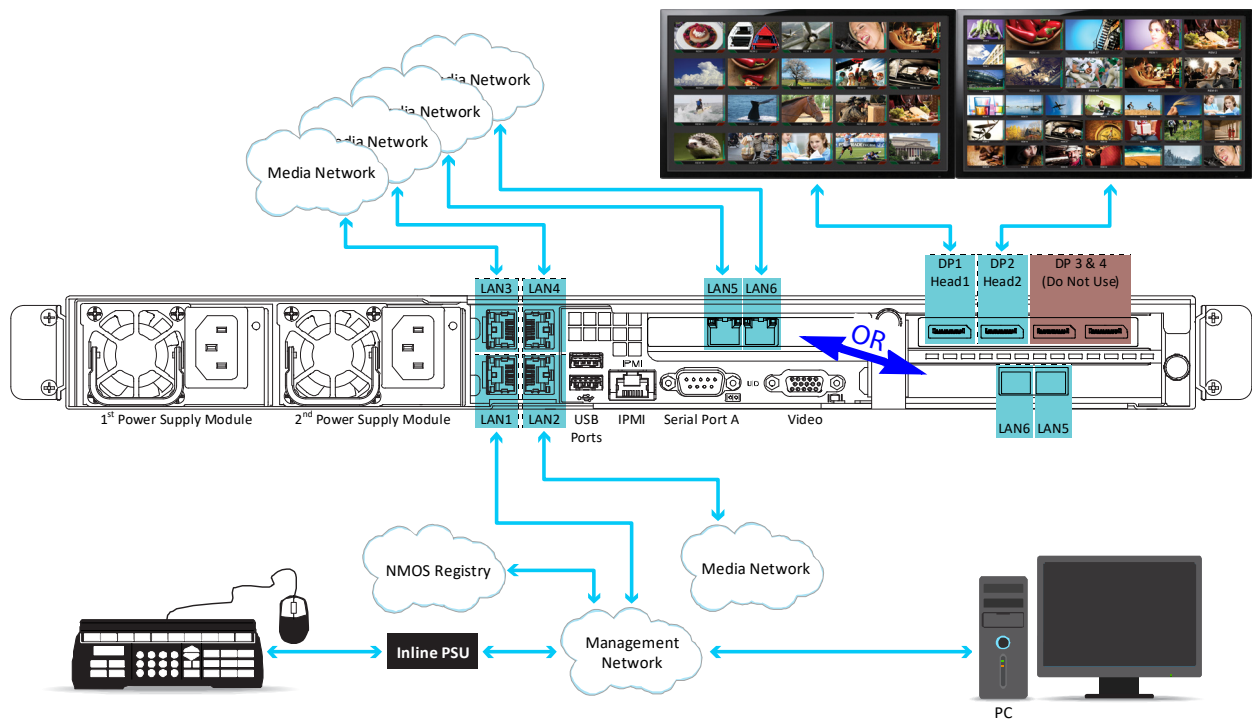 Media Network
Media Network
Media Network
Media Network
LAN3
LAN4
LAN5
LAN6
DP1
Head1
DP2
Head2
DP 3 & 4
(Do Not Use)
OR
IPMI
UID
LAN6
LAN5
1st Power Supply Module
2nd Power Supply Module
LAN1
LAN2
USB
Ports
IPMI
Serial Port A
Video
NMOS Registry
Media Network
Inline PSU
Management
Network
PC